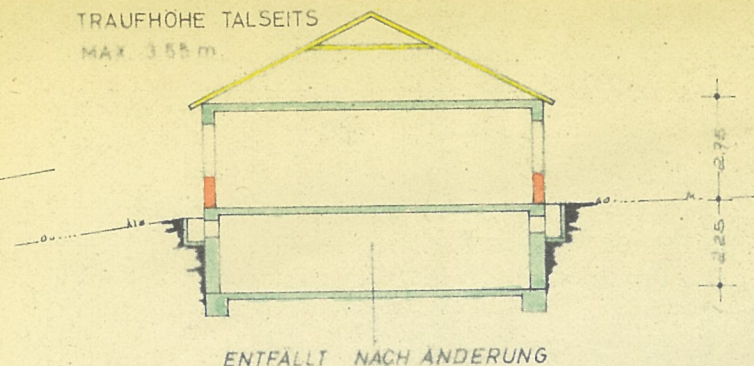 TRAUFHÖHE TALSEITS
MAX. 3.55 m.
2.75
2.25
ENTFÄLLT NACH ÄNDERUNG